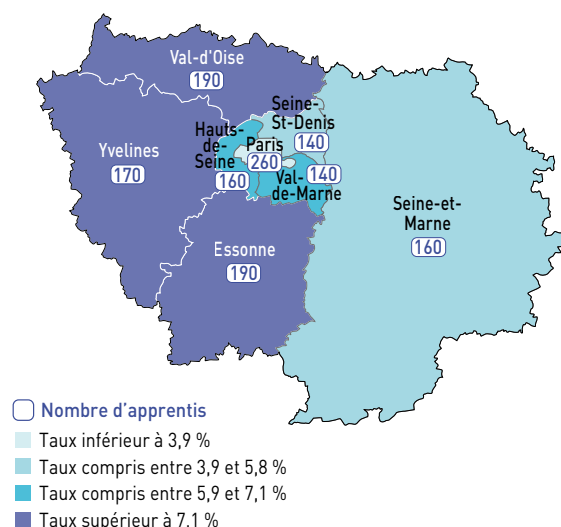 Val-d'Oise
190
Seine-
St-Denis
140
Hauts-
de-
Seine
160
Paris
260
Yvelines
170
140
Val-
de-Marne
Seine-et-
Marne
160
Essonne
190
Nombre d'apprentis
Taux inférieur à 3,9 %
Taux compris entre 3,9 et 5,8 %
Taux compris entre 5,9 et 7,1 %
Taux supérieur à 7,1 %